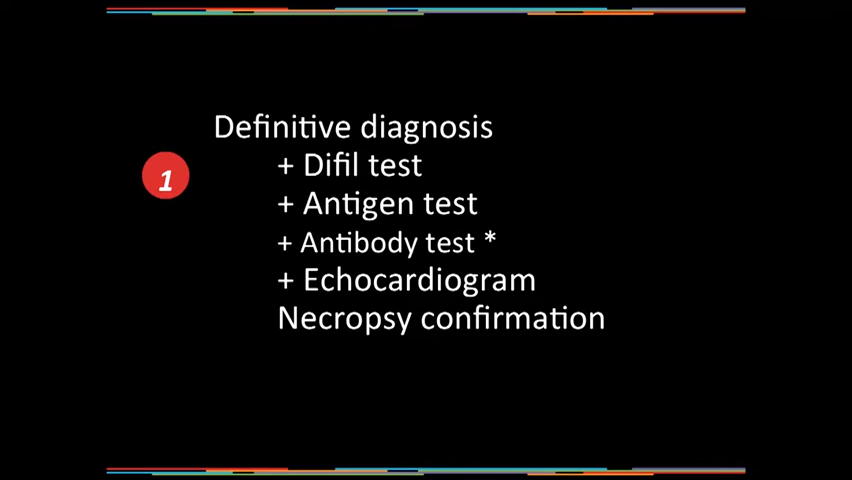 Definitive diagnosis
1
+ Difil test
+ Antigen test
+ Antibody test *
+ Echocardiogram
Necropsy confirmation